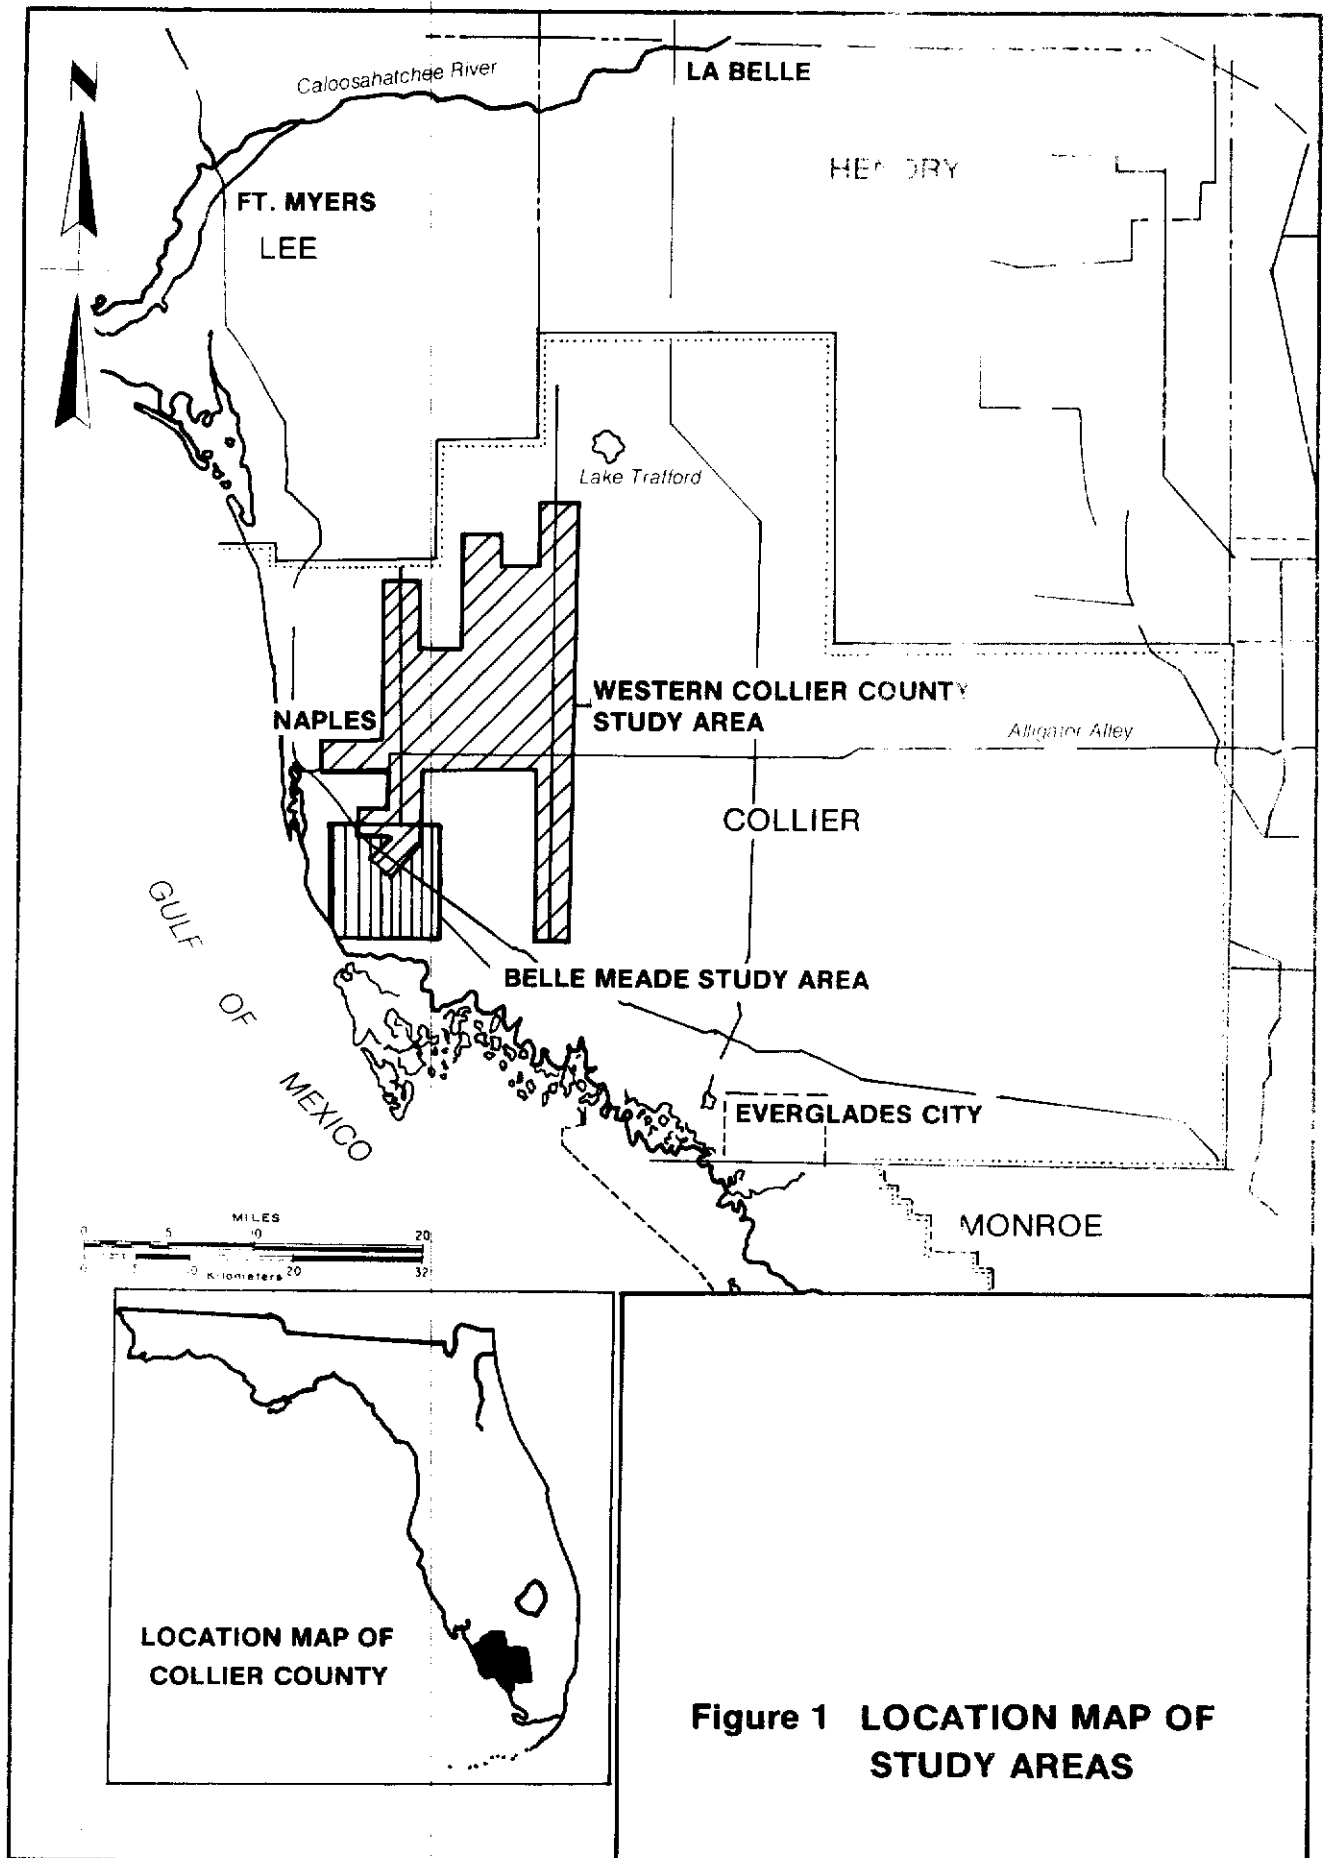 N
Caloosahatchee River
LA BELLE
FT. MYERS
LEE
Lake Trafford
WESTERN COLLIER COUNTY
STUDY AREA
NAPLES
Alligator Alley
COLLIER
GULF
OF
MEXICO
BELLE MEADE STUDY AREA
EVERGLADES CITY
MONROE
MILES
0 5 10 20
Kilometers 20 32
LOCATION MAP OF
COLLIER COUNTY
Figure 1 LOCATION MAP OF
STUDY AREAS